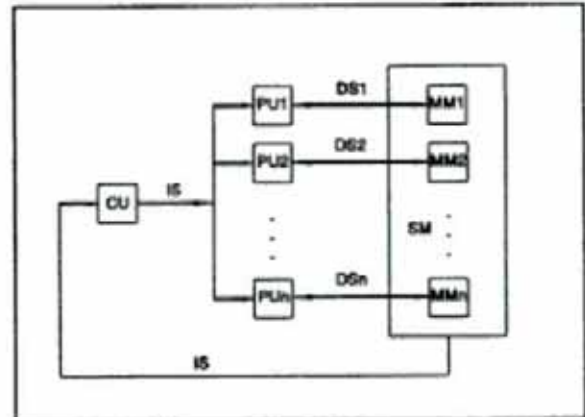 DS1
PU1 MM1
DS2
PU2 MM2
IS
CU
SM
DSn
PUn MMn
IS